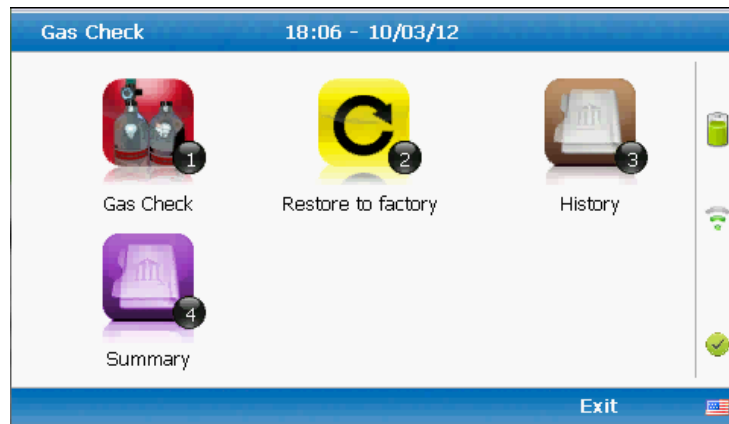 Gas Check 18:06 - 10/03/12
1 2 3
Gas Check Restore to factory History
4
Summary
Exit